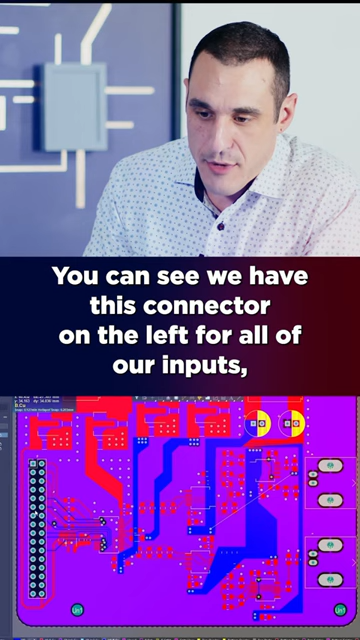 You can see we have
this connector
on the left for all of
our inputs,